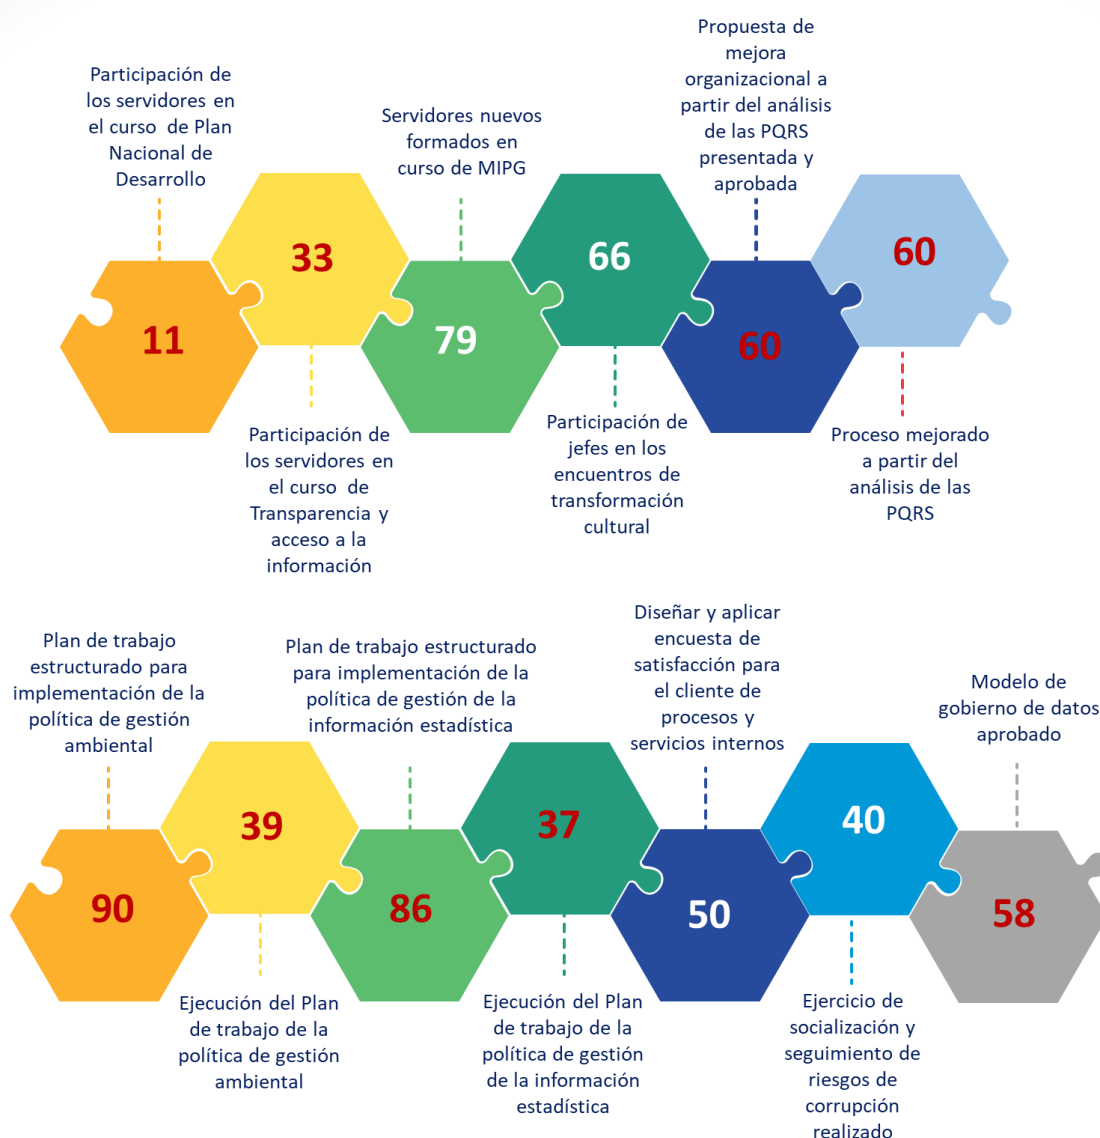 Participación de
los servidores en
el curso de Plan
Nacional de
Desarrollo
11
33
Participación de
los servidores en
el curso de
Transparencia y
acceso a la
información
Servidores nuevos
formados en
curso de MIPG
79
66
Participación de
jefes en los
encuentros de
transformación
cultural
Propuesta de
mejora
organizacional a
partir del análisis
de las PQRS
presentada y
aprobada
60
60
Proceso mejorado
a partir del
análisis de las
PQRS
Plan de trabajo
estructurado para
implementación de la
política de gestión
ambiental
90
39
Ejecución del Plan
de trabajo de la
política de gestión
ambiental
Plan de trabajo estructurado
para implementación de la
política de gestión de la
información estadística
86
37
Ejecución del Plan
de trabajo de la
política de gestión
de la información
estadística
Diseñar y aplicar
encuesta de
satisfacción para
el cliente de
procesos y
servicios internos
50
40
Ejercicio de
socialización y
seguimiento de
riesgos de
corrupción
realizado
Modelo de
gobierno de datos
aprobado
58